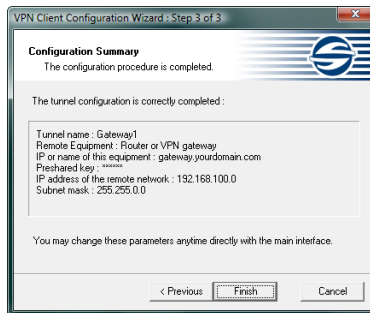 VPN Client Configuration Wizard : Step 3 of 3
Configuration Summary
The configuration procedure is completed.
The tunnel configuration is correctly completed :
Tunnel name : Gateway1
Remote Equipment : Router or VPN gateway
IP or name of this equipment : gateway.yourdomain.com
Preshared key : ******
IP address of the remote network : 192.168.100.0
Subnet mask : 255.255.0.0
You may change these parameters anytime directly with the main interface.
< Previous
Finish
Cancel